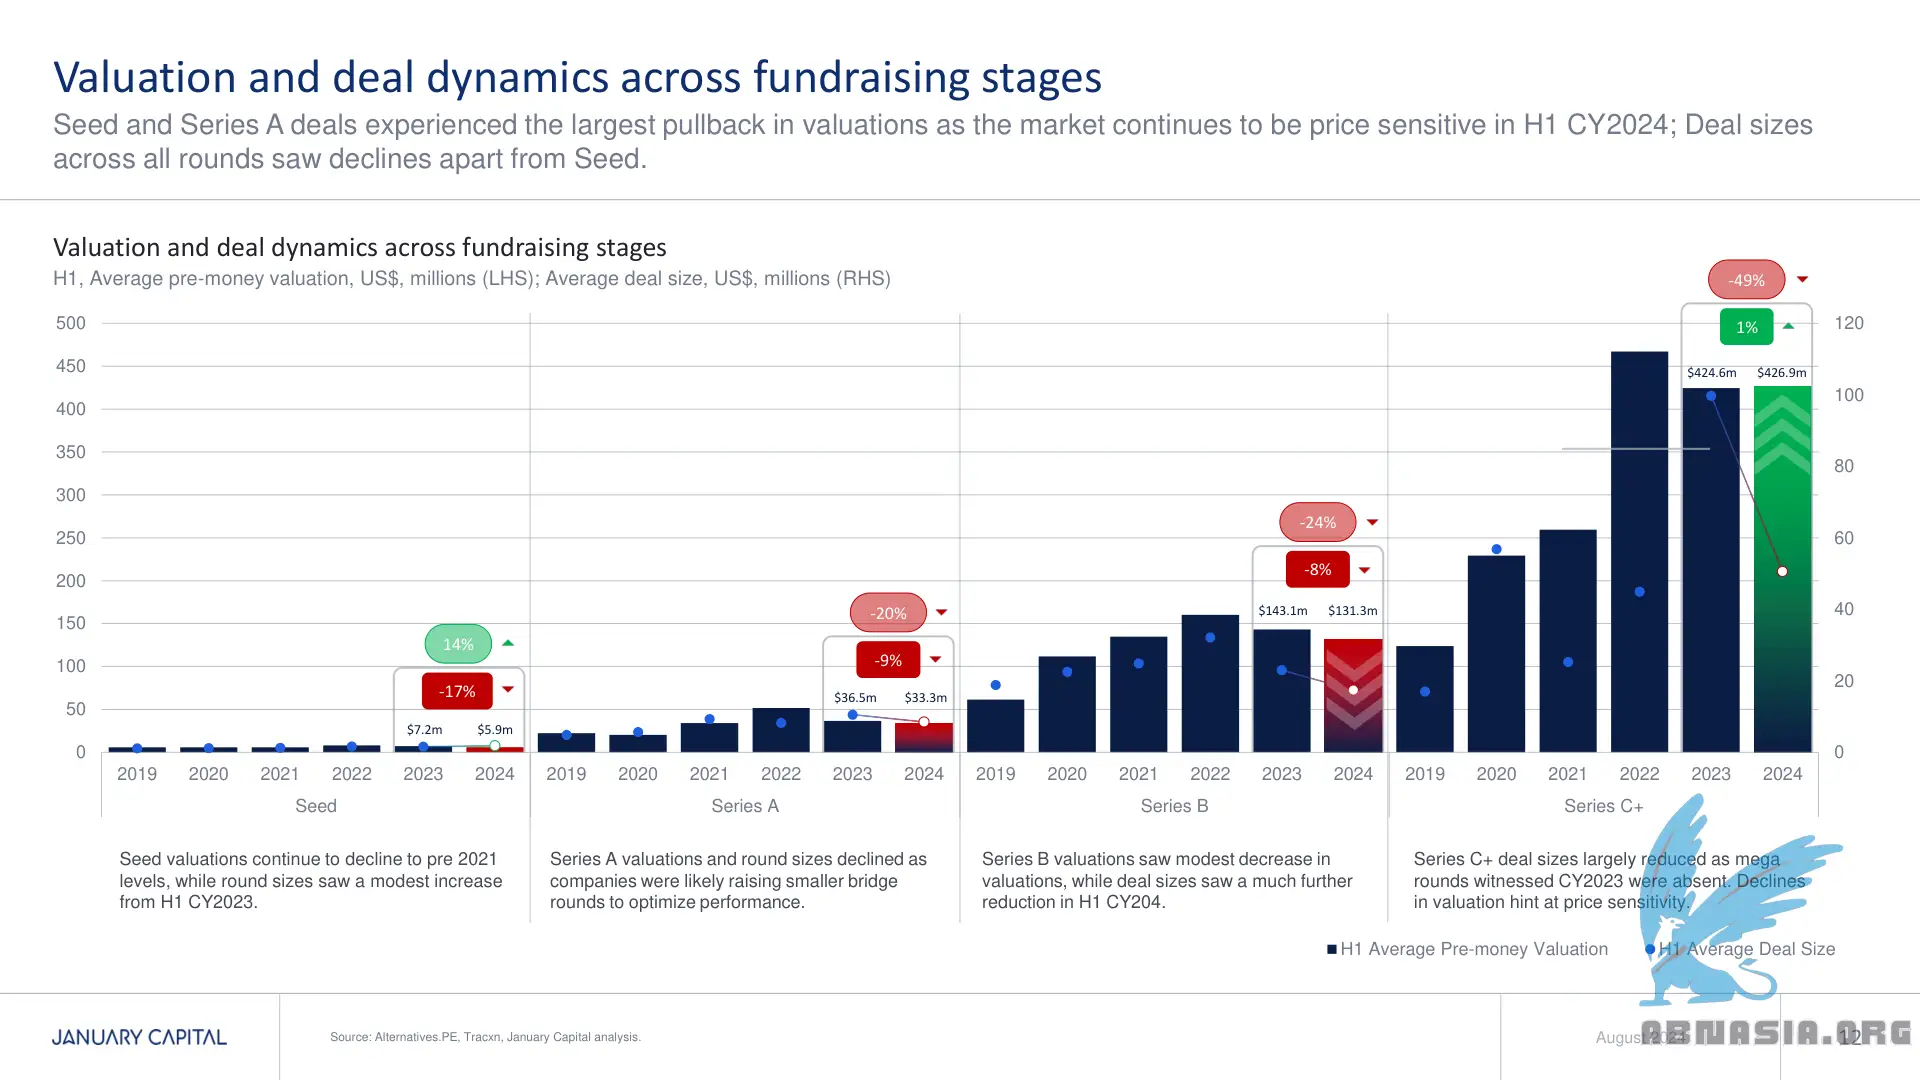 Valuation and deal dynamics across fundraising stages
Seed and Series A deals experienced the largest pullback in valuations as the market continues to be price sensitive in H1 CY2024; Deal sizes
across all rounds saw declines apart from Seed.
Valuation and deal dynamics across fundraising stages
H1, Average pre-money valuation, US$, millions (LHS); Average deal size, US$, millions (RHS)
-49%
1%
500
120
$424.6m $426.9m
450
100
400
350
80
300
-24%
250
60
-8%
200
$143.1m $131.3m
150
40
-20%
-9%
14%
100
-17%
20
$36.5m $33.3m
50
$7.2m $5.9m
0
0
2019 2020 2021 2022 2023 2024 2019 2020 2021 2022 2023 2024 2019 2020 2021 2022 2023 2024 2019 2020 2021 2022 2023 2024
Seed Series A Series B Series C+
Seed valuations continue to decline to pre 2021
levels, while round sizes saw a modest increase
from H1 CY2023.
Series A valuations and round sizes declined as
companies were likely raising smaller bridge
rounds to optimize performance.
Series B valuations saw modest decrease in
valuations, while deal sizes saw a much further
reduction in H1 CY204.
Series C+ deal sizes largely reduced as mega
rounds witnessed CY2023 were absent. Declines
in valuation hint at price sensitivity.
H1 Average Pre-money Valuation H1 Average Deal Size
JANUARY CAPITAL
Source: Alternatives.PE, Tracxn, January Capital analysis.
August 2024
12
ABNASIA.ORG